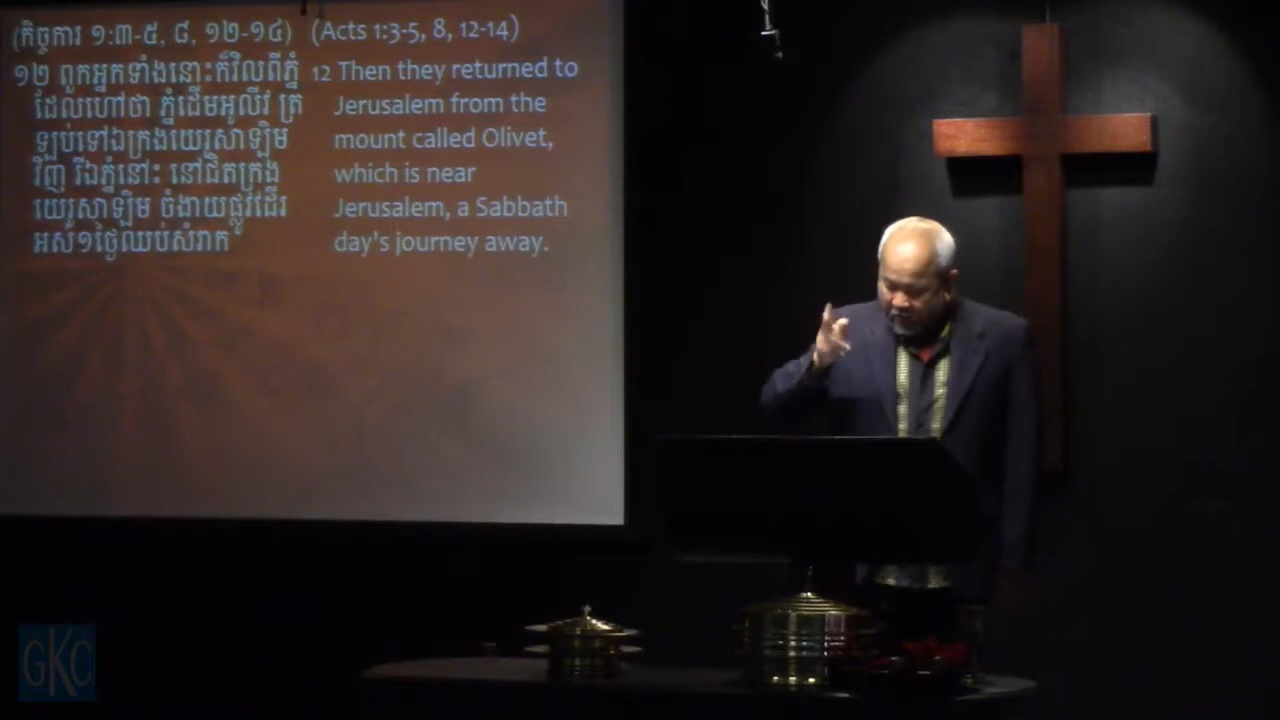 (កិច្ចការ ១:៣-៥, ៨, ១២-១៤)
១២ ពួកអ្នកទាំងនោះក៏វិលពីភ្នំ
ដែលហៅថា ភ្នំដើមអូលីវ ត្រ
ឡប់ទៅឯក្រុងយេរូសាឡិម
វិញ រីឯភ្នំនោះ នៅជិតក្រុង
យេរូសាឡិម ចំងាយផ្លូវដើរ
អស់១ថ្ងៃឈប់សំរាក
(Acts 1:3-5, 8, 12-14)
12 Then they returned to
Jerusalem from the
mount called Olivet,
which is near
Jerusalem, a Sabbath
day's journey away.
GKC